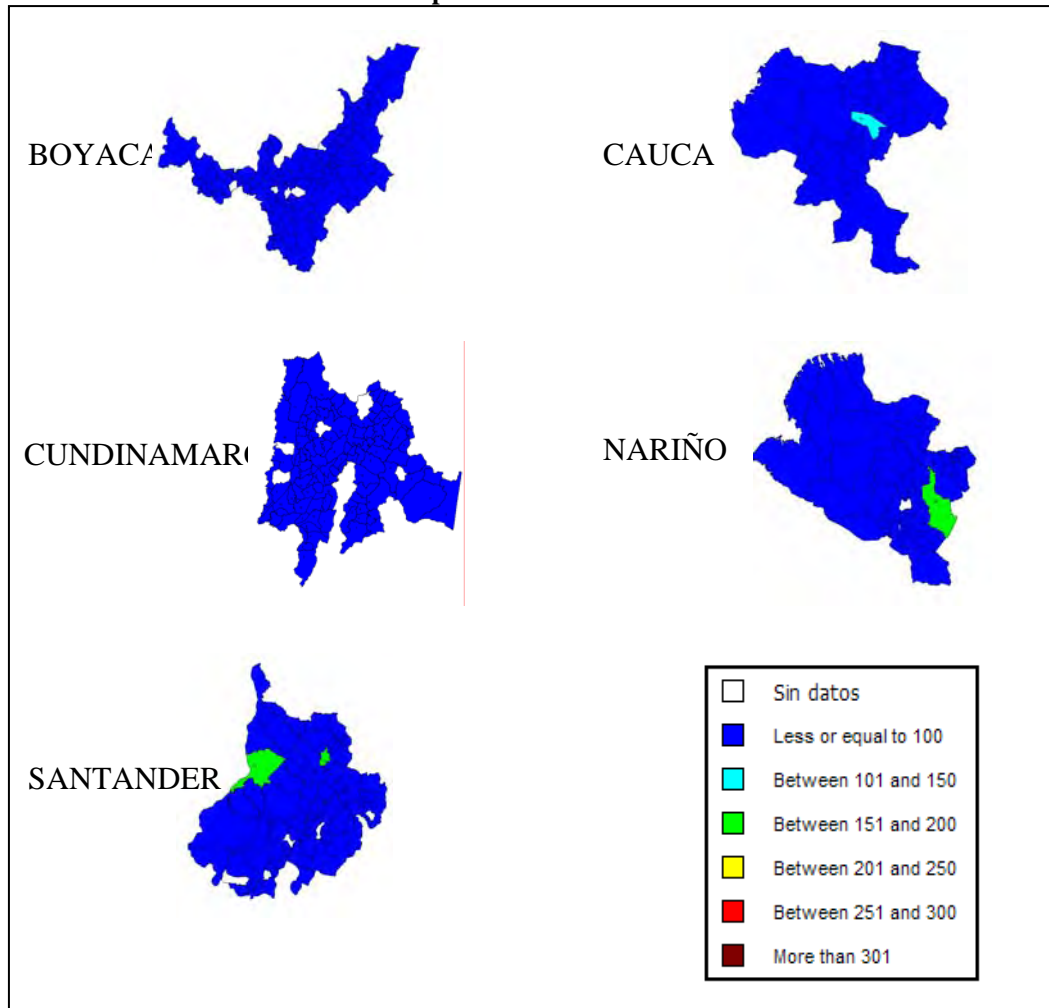 BOYACA
CAUCA
CUNDINAMARC
NARIÑO
SANTANDER
Sin datos
Less or equal to 100
Between 101 and 150
Between 151 and 200
Between 201 and 250
Between 251 and 300
More than 301